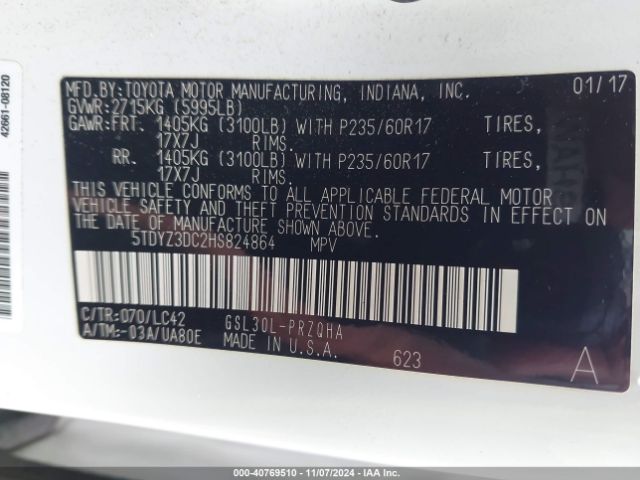 42661-08120
MFD.BY:TOYOTA MOTOR MANUFACTURING, INDIANA, INC. 01/17
GVWR:2715KG (5995LB)
GAWR:FRT. 1405KG (3100LB) WITH P235/60R17 TIRES,
17X7J RIMS.
RR. 1405KG (3100LB) WITH P235/60R17 TIRES,
17X7J RIMS.
THIS VEHICLE CONFORMS TO ALL APPLICABLE FEDERAL MOTOR
VEHICLE SAFETY AND THEFT PREVENTION STANDARDS IN EFFECT ON
THE DATE OF MANUFACTURE SHOWN ABOVE.
5TDYZ3DC2HS824864 MPV
C/TR:070/LC42 GSL30L-PRZQHA
A/TM:-03A/UA80E MADE IN U.S.A. 623 A
000-40769510 - 11/07/2024 - IAA, Inc.